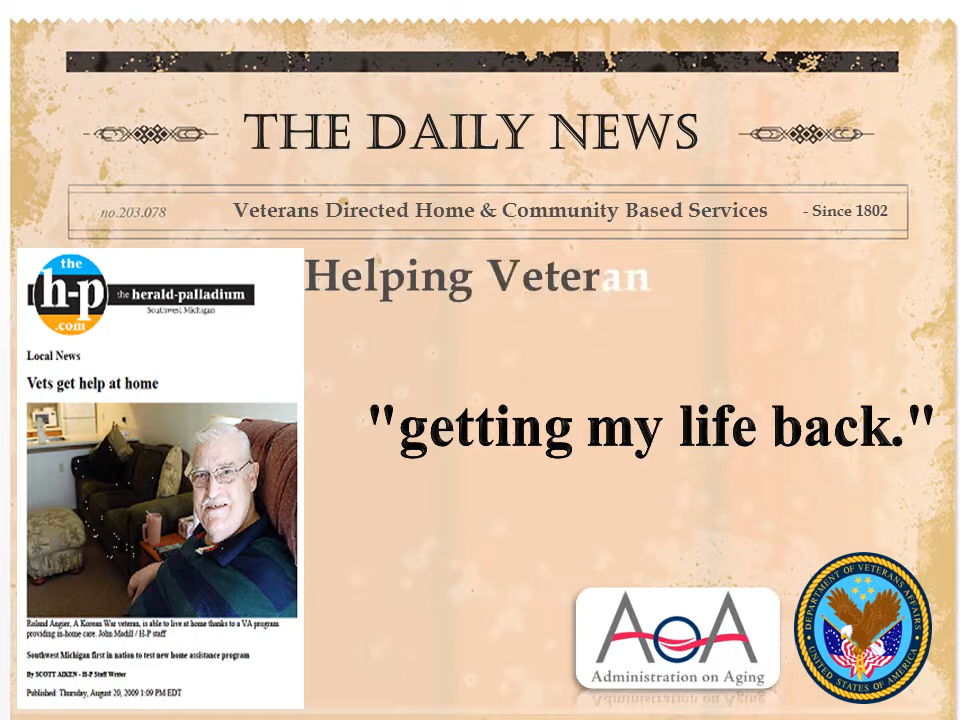 THE DAILY NEWS
no.203.078 Veterans Directed Home & Community Based Services - Since 1802
Helping Veteran
the
h-p
.com
the herald-palladium
Southwest Michigan
Local News
Vets get help at home
"getting my life back."
Roland Angier, A Korean War veteran, is able to live at home thanks to a VA program
providing in-home care. John Madill / H-P staff
Southwest Michigan first in nation to test new home assistance program
By SCOTT AIKEN - H-P Staff Writer
Published: Thursday, August 20, 2009 1:09 PM EDT
AoA
Administration on Aging
DEPARTMENT OF VETERANS AFFAIRS
UNITED STATES OF AMERICA